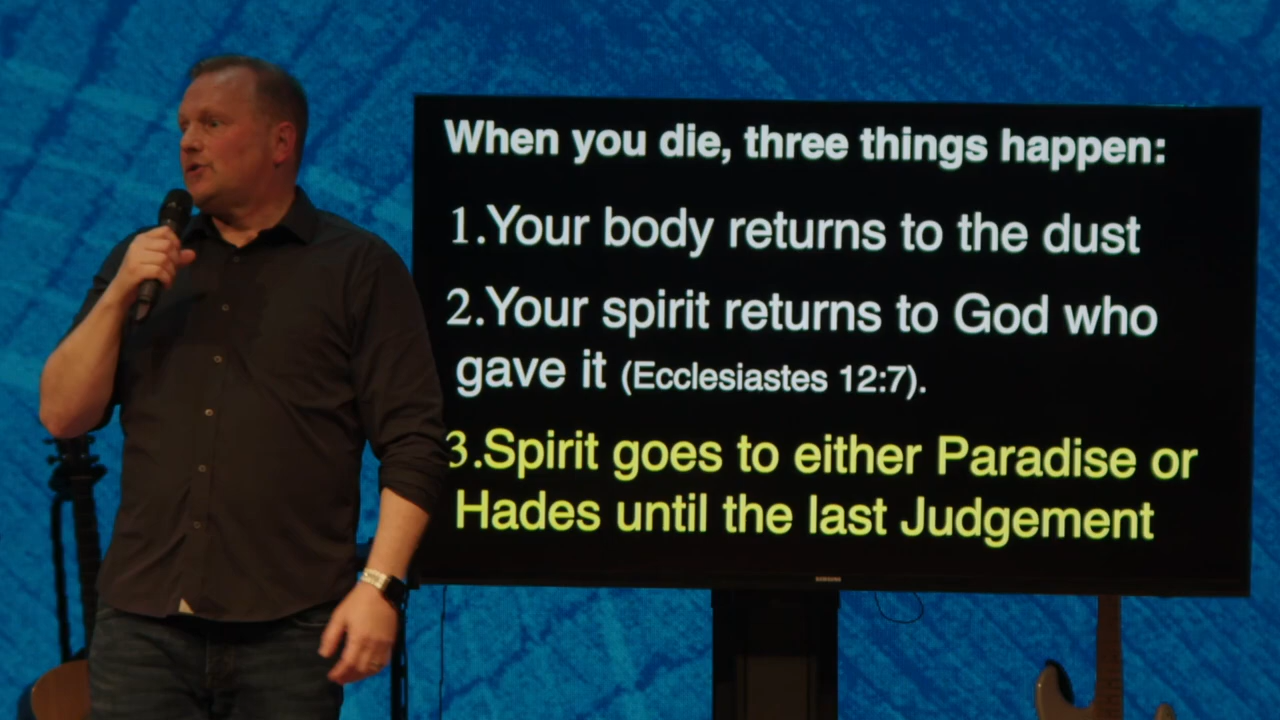 When you die, three things happen:
1.Your body returns to the dust
2.Your spirit returns to God who
gave it (Ecclesiastes 12:7).
3.Spirit goes to either Paradise or
Hades until the last Judgement
SAMSUNG